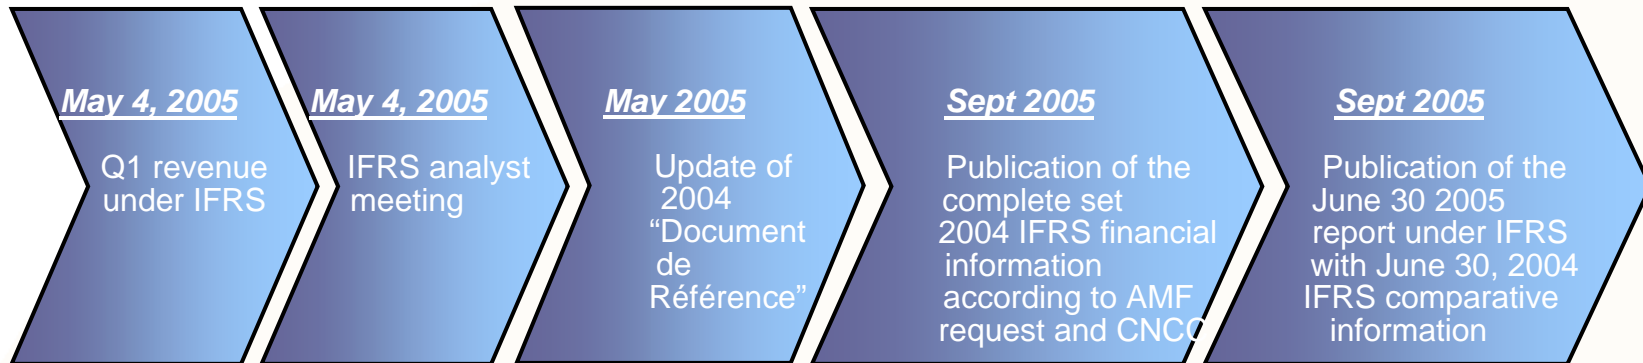 May 4, 2005
Q1 revenue
under IFRS
May 4, 2005
IFRS analyst
meeting
May 2005
Update of
2004
“Document
de
Référence”
Sept 2005
Publication of the
complete set
2004 IFRS financial
information
according to AMF
request and CNCC
Sept 2005
Publication of the
June 30 2005
report under IFRS
with June 30, 2004
IFRS comparative
information